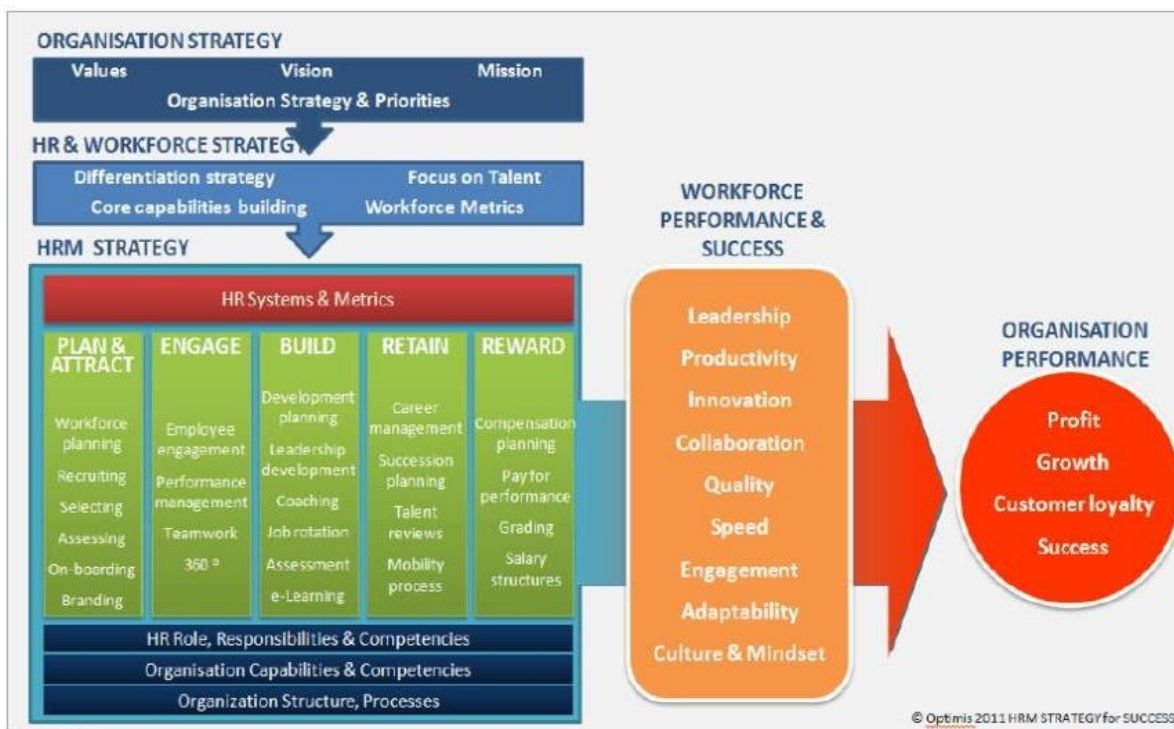 ORGANISATION STRATEGY
Values Vision Mission
Organisation Strategy & Priorities
HR & WORKFORCE STRATEGY
Differentiation strategy Focus on Talent
Core capabilities building Workforce Metrics
HRM STRATEGY
HR Systems & Metrics
PLAN &
ATTRACT
Workforce
planning
Recruiting
Selecting
Assessing
On-boarding
Branding
ENGAGE
Employee
engagement
Performance
management
Teamwork
360 º
BUILD
Development
planning
Leadership
development
Coaching
Job rotation
Assessment
e-Learning
RETAIN
Career
management
Succession
planning
Talent
reviews
Mobility
process
REWARD
Compensation
planning
Pay for
performance
Grading
Salary
structures
HR Role, Responsibilities & Competencies
Organisation Capabilities & Competencies
Organization Structure, Processes
WORKFORCE
PERFORMANCE &
SUCCESS
Leadership
Productivity
Innovation
Collaboration
Quality
Speed
Engagement
Adaptability
Culture & Mindset
ORGANISATION
PERFORMANCE
Profit
Growth
Customer loyalty
Success
© Optimis 2011 HRM STRATEGY for SUCCESS